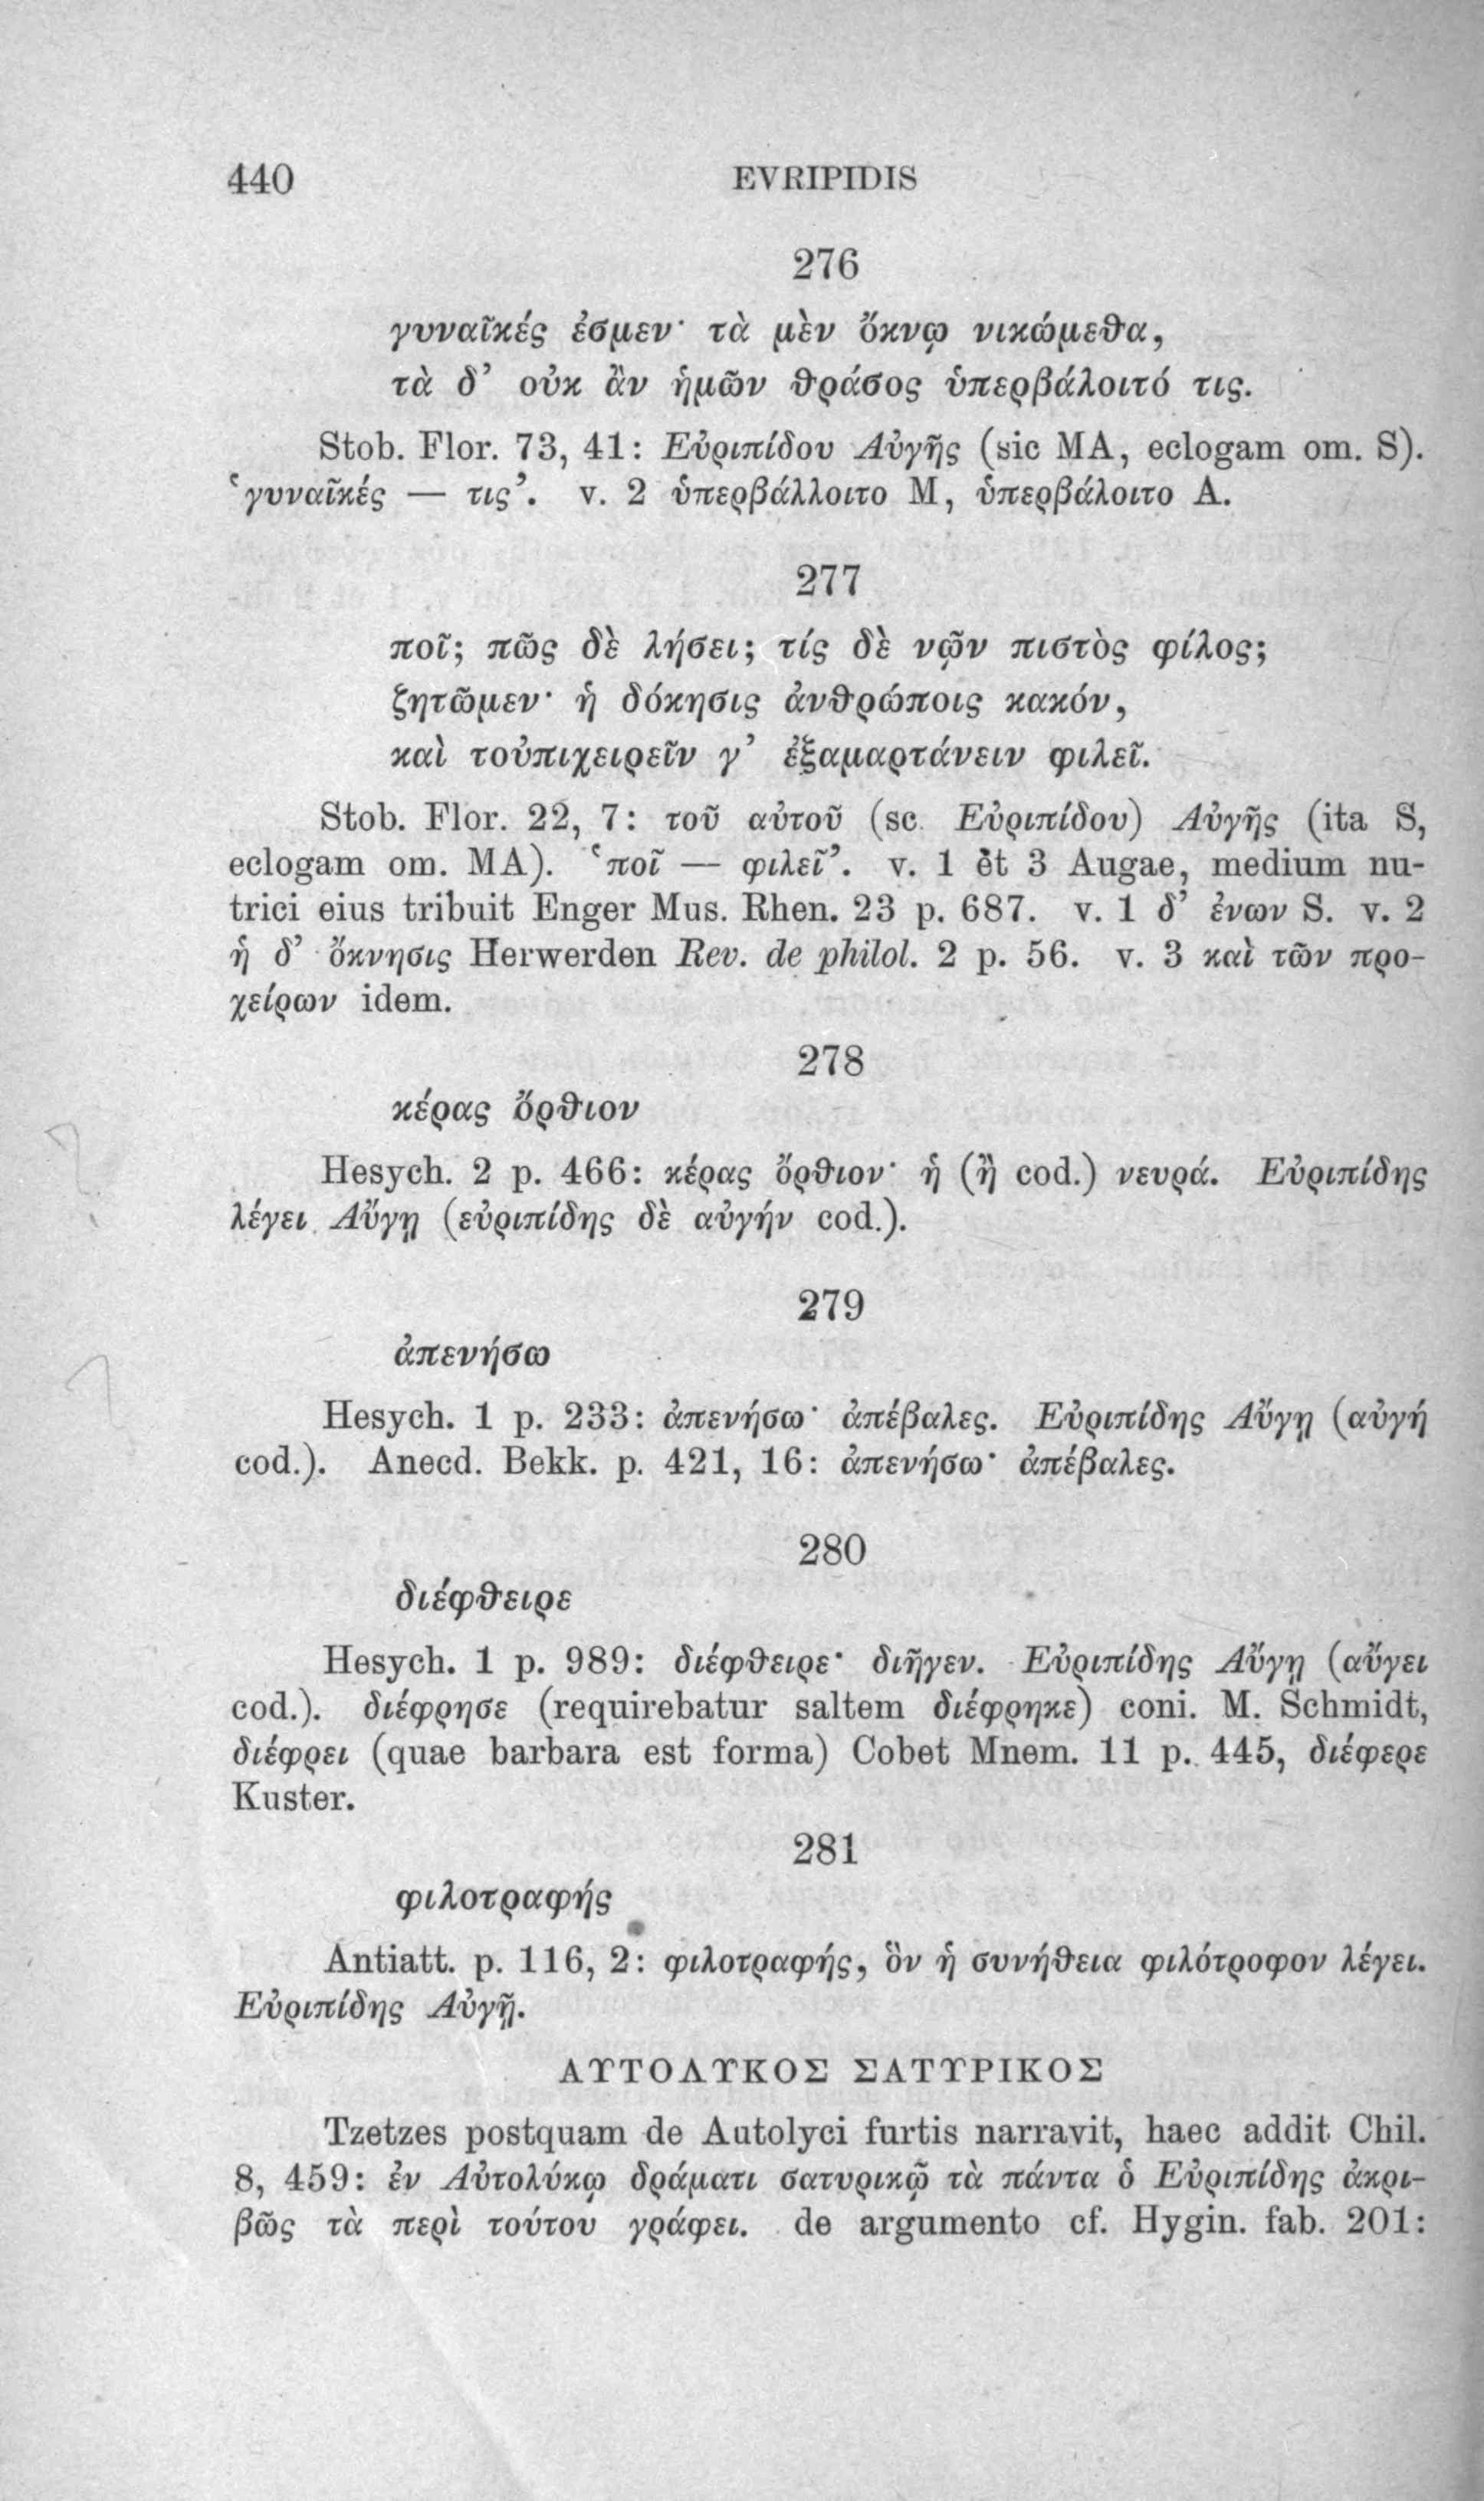 440 EVRIPIDIS
276
γυναῖκές ἐσμεν· τὰ μὲν ὄκνῳ νικώμεθα,
τὰ δ’ οὐκ ἂν ἡμῶν θράσος ὑπερβάλοιτό τις.
Stob. Flor. 73, 41: Εὐριπίδου Αὐγῆς (sic MA, eclogam om. S).
‘γυναῖκές — τις’. v. 2 ὑπερβάλλοιτο M, ὑπερβάλοιτο A.
277
ποῖ; πῶς δὲ λήσει; τίς δὲ νῷν πιστὸς φίλος;
ζητῶμεν· ἡ δόκησις ἀνθρώποις κακόν,
καὶ τοὐπιχειρεῖν γ’ ἐξαμαρτάνειν φιλεῖ.
Stob. Flor. 22, 7: τοῦ αὐτοῦ (sc. Εὐριπίδου) Αὐγῆς (ita S,
eclogam om. MA). ‘ποῖ — φιλεῖ’. v. 1 et 3 Augae, medium nu-
trici eius tribuit Enger Mus. Rhen. 23 p. 687. v. 1 δ’ ἐνων S. v. 2
ἡ δ’ ὄκνησις Herwerden Rev. de philol. 2 p. 56. v. 3 καὶ τῶν προ-
χείρων idem.
278
κέρας ὄρθιον
Hesych. 2 p. 466: κέρας ὄρθιον· ἡ (ἢ cod.) νευρά. Εὐριπίδης
λέγει Αὔγῃ (εὐριπίδης δὲ αὐγήν cod.).
279
ἀπενήσω
Hesych. 1 p. 233: ἀπενήσω· ἀπέβαλες. Εὐριπίδης Αὔγῃ (αὐγή
cod.). Anecd. Bekk. p. 421, 16: ἀπενήσω· ἀπέβαλες.
280
διέφθειρε
Hesych. 1 p. 989: διέφθειρε· διῆγεν. Εὐριπίδης Αὔγῃ (αὔγει
cod.). διέφρησε (requirebatur saltem διέφρηκε) coni. M. Schmidt,
διέφρει (quae barbara est forma) Cobet Mnem. 11 p. 445, διέφερε
Kuster.
281
φιλοτραφής
Antiatt. p. 116, 2: φιλοτραφής, ὃν ἡ συνήθεια φιλότροφον λέγει.
Εὐριπίδης Αὐγῇ.
ΑΥΤΟΛΥΚΟΣ ΣΑΤΥΡΙΚΟΣ
Tzetzes postquam de Autolyci furtis narravit, haec addit Chil.
8, 459: ἐν Αὐτολύκῳ δράματι σατυρικῷ τὰ πάντα ὁ Εὐριπίδης ἀκρι-
βῶς τὰ περὶ τούτου γράφει. de argumento cf. Hygin. fab. 201: